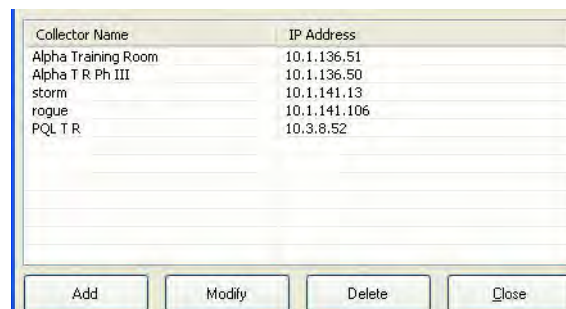 Collector Name IP Address
Alpha Training Room 10.1.136.51
Alpha T R Ph III 10.1.136.50
storm 10.1.141.13
rogue 10.1.141.106
PQL T R 10.3.8.52
Add Modify Delete Close